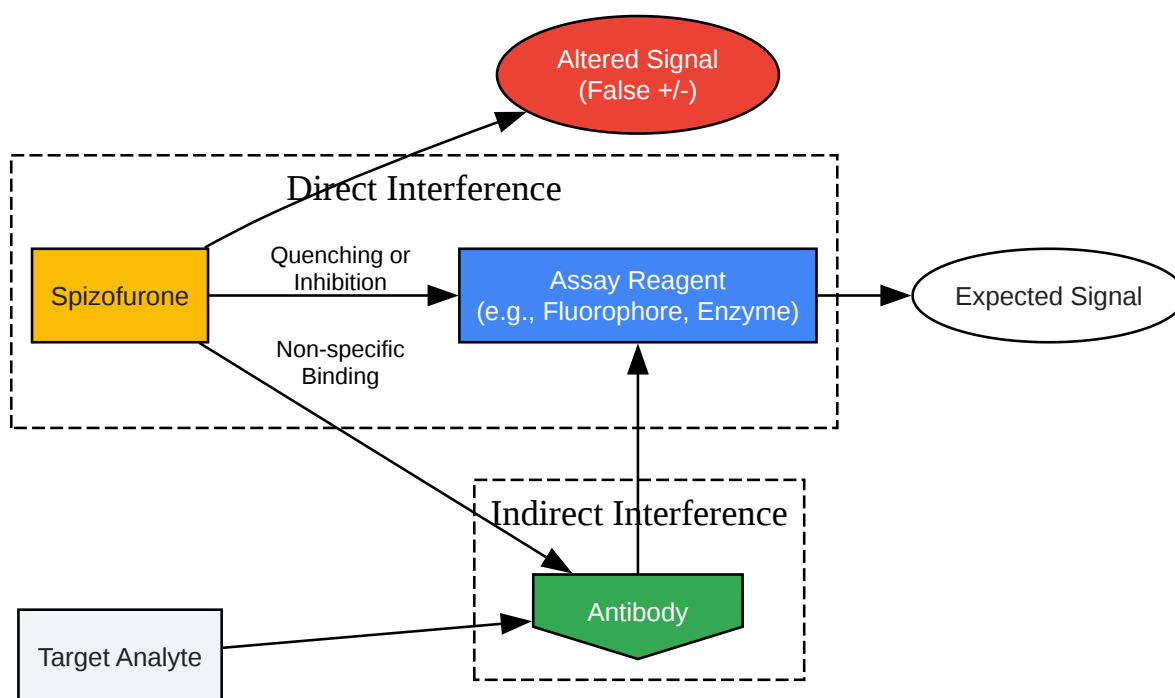 Altered Signal
(False +/-)
Direct Interference
Quenching or
Inhibition
Spizofurone
Assay Reagent
(e.g., Fluorophore, Enzyme)
Expected Signal
Non-specific
Binding
Indirect Interference
Antibody
Target Analyte